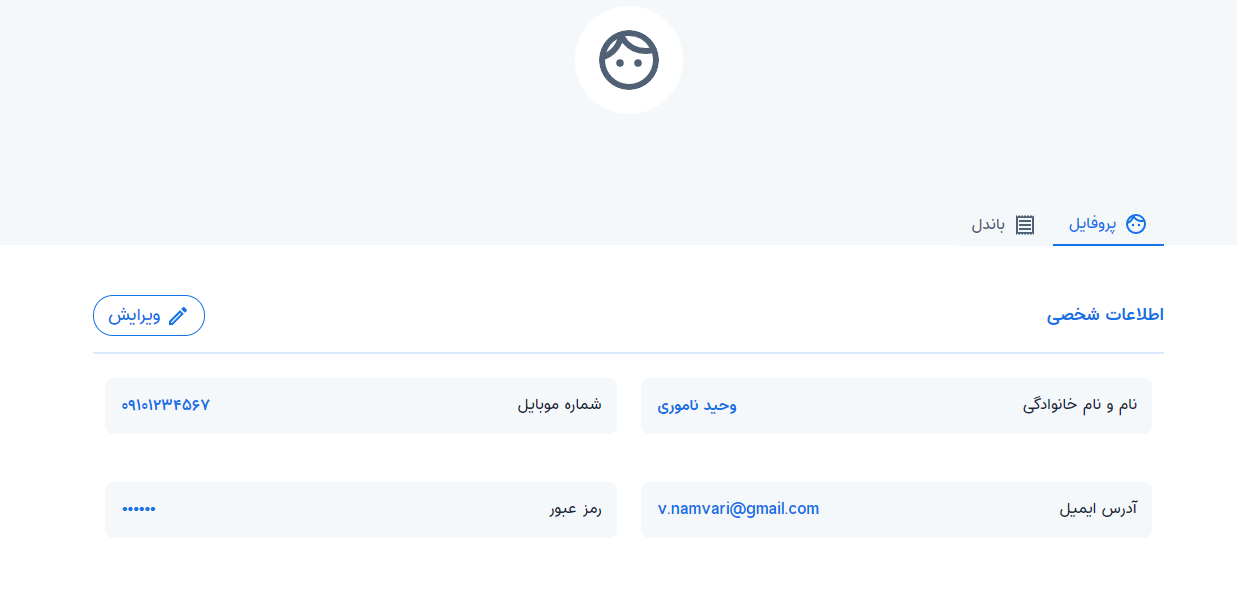 پروفایل
باندل
اطلاعات شخصی
ویرایش
نام و نام خانوادگی
وحید ناموری
شماره موبایل
۰۹۱۰۱۲۳۴۵۶۷
آدرس ایمیل
v.namvari@gmail.com
رمز عبور
••••••